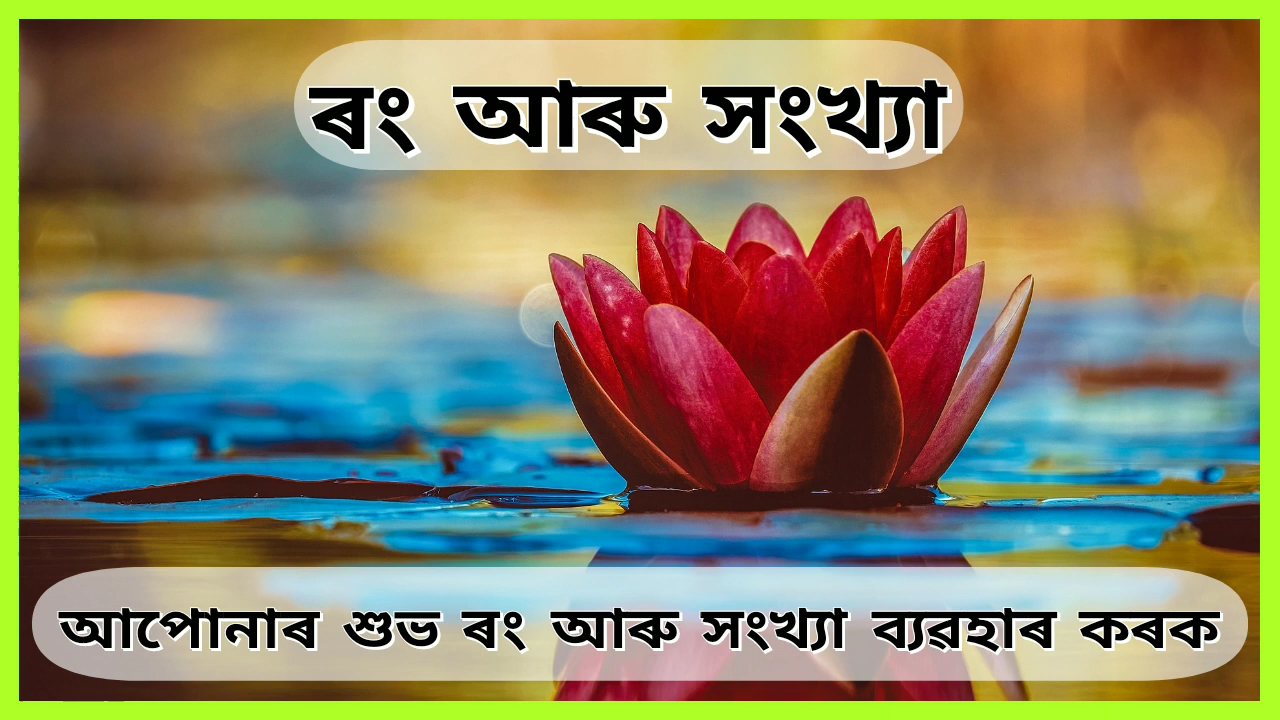 ৰং আৰু সংখ্যা
আপোনাৰ শুভ ৰং আৰু সংখ্যা ব্যৱহাৰ কৰক